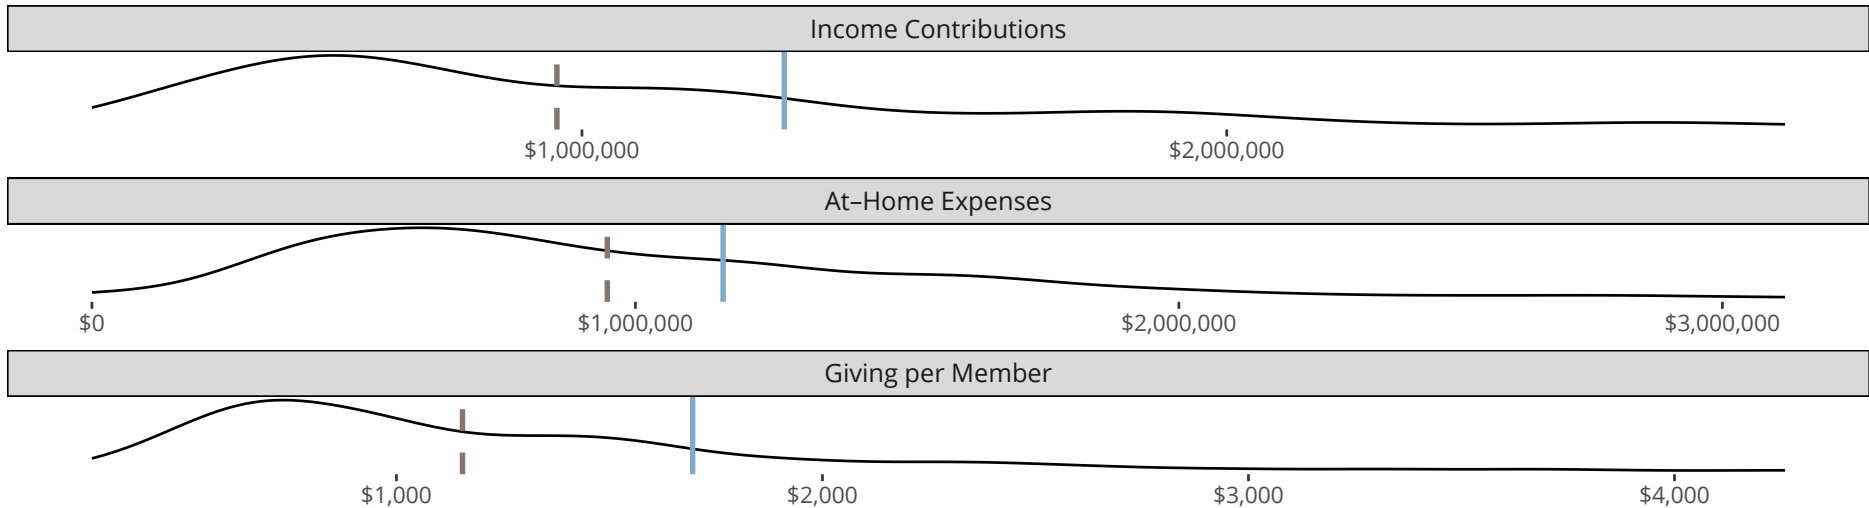 Income Contributions
$1,000,000 $2,000,000
At–Home Expenses
$0 $1,000,000 $2,000,000 $3,000,000
Giving per Member
$1,000 $2,000 $3,000 $4,000